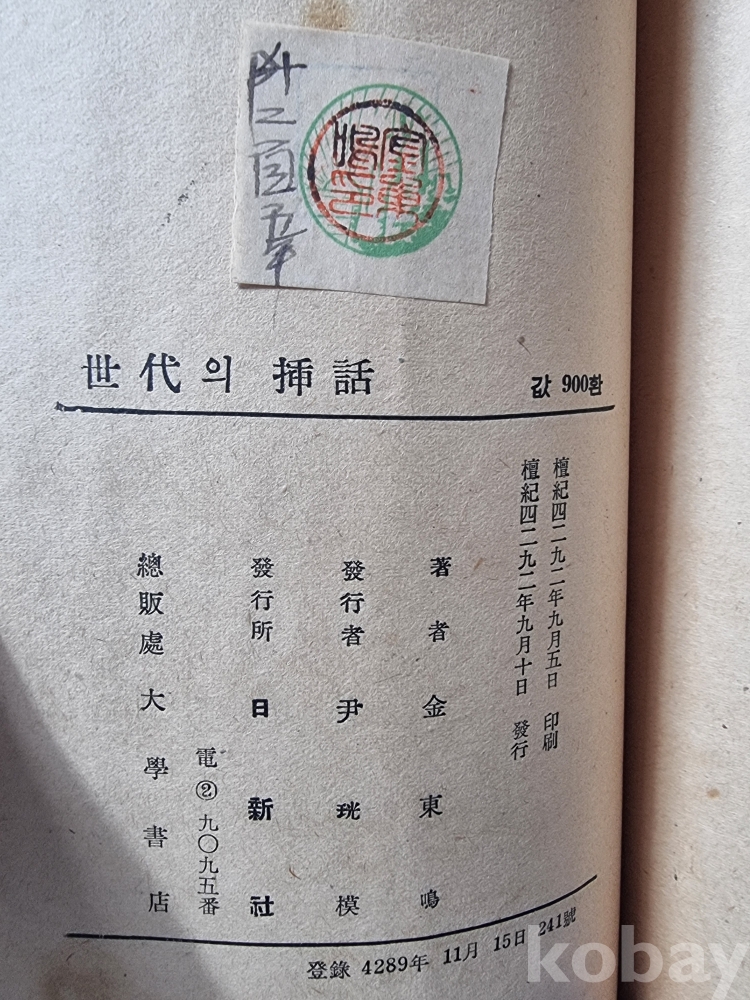 世代의 揷話
값 900환
檀紀四二九二年九月五日 印刷
檀紀四二九二年九月十日 發行
著者 金東鳴
發行者 尹珖模
發行所 日新社
電②九〇九五番
總販處 大學書店
登錄 4289年 11月 15日 241號
kobay